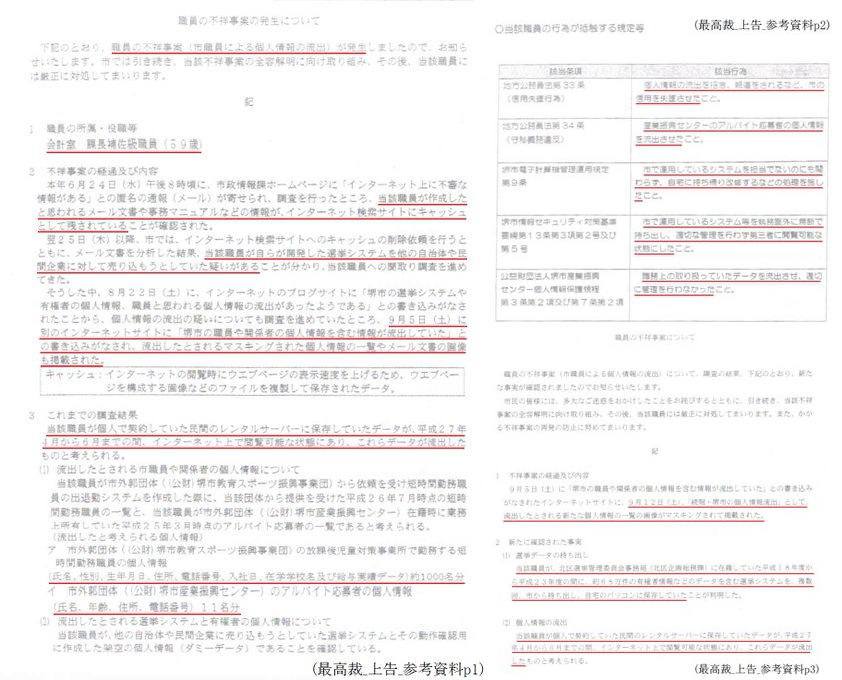 職員の不祥事案の発生について
下記のとおり、職員の不祥事案（市職員による個人情報の流出）が発生しましたので、お知ら
せいたします。市では引き続き、当該不祥事案の全容解明に向け取り組み、その後、当該職員に
は厳正に対処してまいります。
記
1 職員の所属・役職等
会計室 課長補佐級職員（59歳）
2 不祥事案の経過及び内容
本年6月24日（水）午後8時頃に、市政情報課ホームページに「インターネット上に不審な
情報がある」との匿名の通報（メール）が寄せられ、調査を行ったところ、当該職員が作成した
と思われるメール文書や事務マニュアルなどの情報が、インターネット検索サイトにキャッシュ
として残されていることが確認された。
翌25日（木）以降、市では、インターネット検索サイトへのキャッシュの削除依頼を行うと
ともに、メール文書を分析した結果、当該職員が自らが開発した選挙システムを他の自治体や民
間企業に対して売り込もうとしていた疑いがあることが分かり、当該職員への聞取り調査を進め
てきた。
そうした中、8月22日（土）に、インターネットのブログサイトに「堺市の選挙システムや
有権者の個人情報、職員と思われる個人情報の流出があったようである」との書き込みがなさ
れたことから、個人情報の流出の疑いについても調査を進めていたところ、9月5日（土）に
別のインターネットサイトに「堺市の職員や関係者の個人情報を含む情報が流出していた」と
の書き込みがなされ、流出したとされるマスキングされた個人情報の一覧やメール文書の画像
も掲載された。
キャッシュ：インターネットの閲覧時にウエブページの表示速度を上げるため、ウエブペー
ジを構成する画像などのファイルを複製して保存されたデータ。
3 これまでの調査結果
当該職員が個人で契約していた民間のレンタルサーバーに保存していたデータが、平成27年
4月から6月までの間、インターネット上で閲覧可能な状態にあり、これらデータが流出した
ものと考えられる。
(1) 流出したとされる市職員や関係者の個人情報について
当該職員が市外郭団体（（公財）堺市教育スポーツ振興事業団）から依頼を受け短時間勤務職
員の出退勤システムを作成した際に、当該団体から提供を受けた平成26年7月時点の短時
間勤務職員の一覧と、当該職員が市外郭団体（（公財）堺市産業振興センター）在籍時に業務
上所有していた平成25年3月時点のアルバイト応募者の一覧であると考えられる。
（流出したと考えられる個人情報）
ア 市外郭団体（（公財）堺市教育スポーツ振興事業団）の放課後児童対策事業所で勤務する短
時間勤務職員の個人情報
（氏名、性別、生年月日、住所、電話番号、入社日、在学学校名及び給与実績データ）約1000名分
イ 市外郭団体（（公財）堺市産業振興センター）のアルバイト応募者の個人情報
（氏名、年齢、住所、電話番号）11名分
(2) 流出したとされる選挙システムと有権者の個人情報について
当該職員が、他の自治体や民間企業に売り込もうとしていた選挙システムとその動作確認用
に作成した架空の個人情報（ダミーデータ）であることを確認している。
(最高裁_上告_参考資料p1)
(最高裁_上告_参考資料p2)
〇当該職員の行為が抵触する規定等
該当条項 該当行為
地方公務員法第33条
（信用失墜行為）
個人情報の流出を招き、報道をされるなど、市の
信用を失墜させたこと。
地方公務員法第34条
（守秘義務違反）
産業振興センターのアルバイト応募者の個人情報
を流出させたこと。
堺市電子計算機管理運用規定
第9条
市で運用しているシステムを担当でないのにも関
わらず、自宅に持ち帰り改修するなどの処理を施し
たこと。
堺市情報セキュリティ対策基準
要綱第13条第3項第2号及び
第5号
市で運用しているシステム等を執務室外に無断で
持ち出し、適切な管理を行わず第三者に閲覧可能な
状態にしたこと。
公益財団法人堺市産業振興
センター個人情報保護規程
第3条第2項及び第7条第2項
職務上の取り扱っていたデータを流出させ、適切
に管理を行わなかったこと。
職員の不祥事案について
職員の不祥事案（市職員による個人情報の流出）について、調査の結果、下記のとおり、新た
な事実が確認されましたのでお知らせいたします。
市民の皆様には、多大なご迷惑をおかけしたことをお詫びするとともに、引き続き、当該不祥
事案の全容解明に向け取り組み、その後、当該職員には厳正に対処してまいります。また、かか
る不祥事案の再発の防止に努めてまいります。
記
1 不祥事案の経過及び内容
9月5日（土）に「堺市の職員や関係者の個人情報を含む情報が流出していた」との書き込み
がなされたインターネットサイトに、9月12日（土）、「続報・堺市の個人情報流出」として、
流出したとされる新たな個人情報の一覧の画像がマスキングされて掲載された。
2 新たに確認された事実
(1) 選挙データの持ち出し
当該職員が、北区選挙管理委員会事務局（北区企画総務課）に在籍していた平成18年度か
ら平成23年度の間に、約68万件の有権者情報などのデータを含む選挙システムを、複数
回、市から持ち出し、自宅のパソコンに保存していたことが判明した。
(2) 個人情報の流出
当該職員が個人で契約していた民間のレンタルサーバーに保存していたデータが、平成27
年4月から6月までの間、インターネット上で閲覧可能な状態にあり、これらデータが流出
したものと考えられる。
(最高裁_上告_参考資料p3)